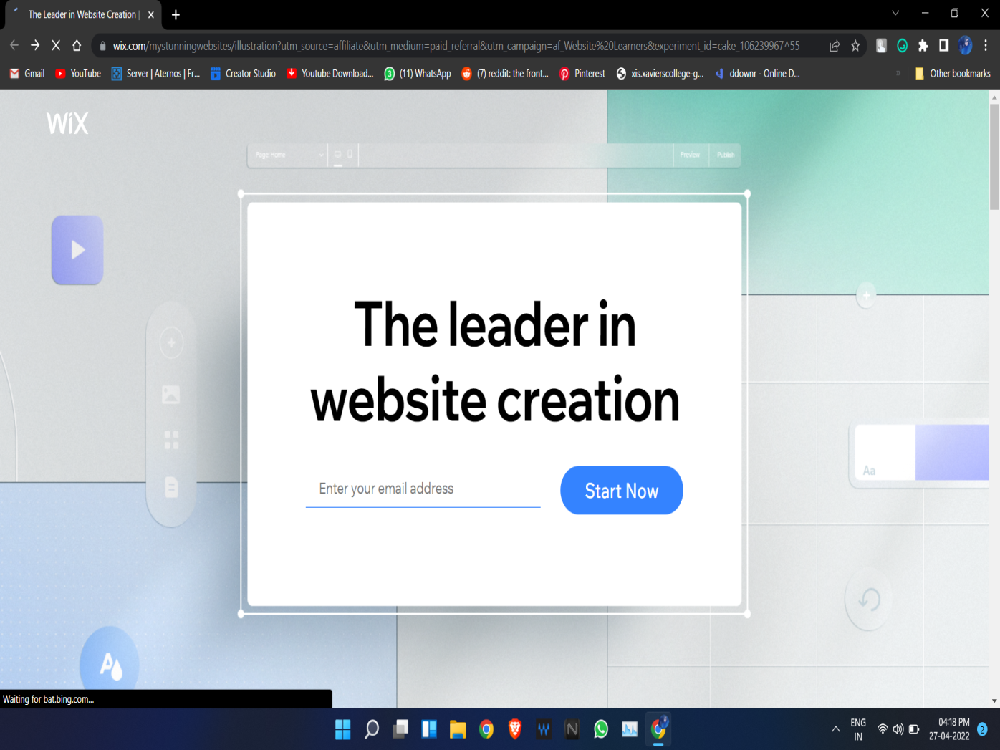 The Leader in Website Creation |
wix.com/mystunningwebsites/illustration?utm_source=affiliate&utm_medium=paid_referral&utm_campaign=af_Website%20Learners&experiment_id=cake_106239967^55
Gmail YouTube Server | Aternos | Fr... Creator Studio Youtube Download... (11) WhatsApp (7) reddit: the front... Pinterest xis.xavierscollege-g... ddownr - Online D... » Other bookmarks
WiX
Page: Home Preview Publish
The leader in
website creation
Enter your email address Start Now
Aa
A
Waiting for bat.bing.com...
ENG
IN
04:18 PM
27-04-2022
2